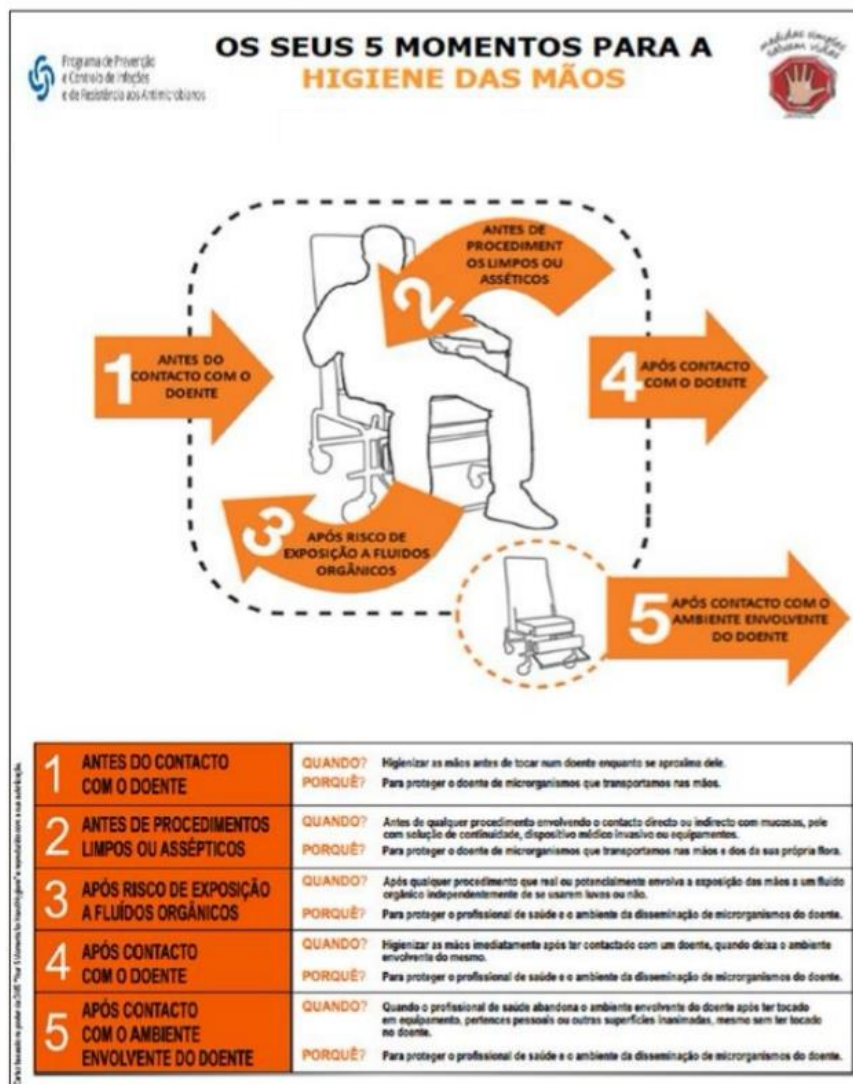 Programa de Prevenção
e Controlo de Infeções
e de Resistência aos Antimicrobianos
OS SEUS 5 MOMENTOS PARA A
HIGIENE DAS MÃOS
medidas simples
salvam vidas
1
ANTES DO
CONTACTO COM O
DOENTE
2
ANTES DE
PROCEDIMENT
OS LIMPOS OU
ASSÉTICOS
3
APÓS RISCO DE
EXPOSIÇÃO A FLUIDOS
ORGÂNICOS
4
APÓS CONTACTO
COM O DOENTE
5
APÓS CONTACTO COM O
AMBIENTE ENVOLVENTE
DO DOENTE
1
ANTES DO CONTACTO
COM O DOENTE
QUANDO? Higienizar as mãos antes de tocar num doente enquanto se aproxima dele.
PORQUÊ? Para proteger o doente de microrganismos que transportamos nas mãos.
2
ANTES DE PROCEDIMENTOS
LIMPOS OU ASSÉPTICOS
QUANDO? Antes de qualquer procedimento envolvendo o contacto directo ou indirecto com mucosas, pele
com solução de continuidade, dispositivo médico invasivo ou equipamentos.
PORQUÊ? Para proteger o doente de microrganismos que transportamos nas mãos e dos da sua própria flora.
3
APÓS RISCO DE EXPOSIÇÃO
A FLUÍDOS ORGÂNICOS
QUANDO? Após qualquer procedimento que real ou potencialmente envolva a exposição das mãos a um fluído
orgânico independentemente de se usarem luvas ou não.
PORQUÊ? Para proteger o profissional de saúde e o ambiente da disseminação de microrganismos do doente.
4
APÓS CONTACTO
COM O DOENTE
QUANDO? Higienizar as mãos imediatamente após ter contactado com um doente, quando deixa o ambiente
envolvente do mesmo.
PORQUÊ? Para proteger o profissional de saúde e o ambiente da disseminação de microrganismos do doente.
5
APÓS CONTACTO
COM O AMBIENTE
ENVOLVENTE DO DOENTE
QUANDO? Quando o profissional de saúde abandona o ambiente envolvente do doente após ter tocado
em equipamento, pertences pessoais ou outras superfícies inanimadas, mesmo sem ter tocado
no doente.
PORQUÊ? Para proteger o profissional de saúde e o ambiente da disseminação de microrganismos do doente.